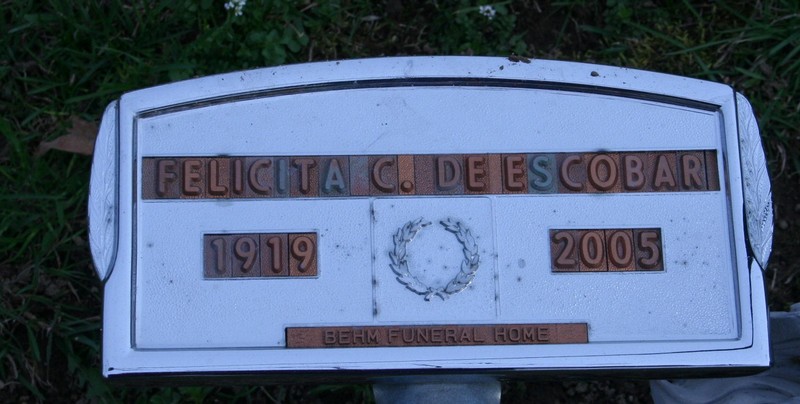 FELICITA C. DE ESCOBAR
1919 2005
BEHM FUNERAL HOME